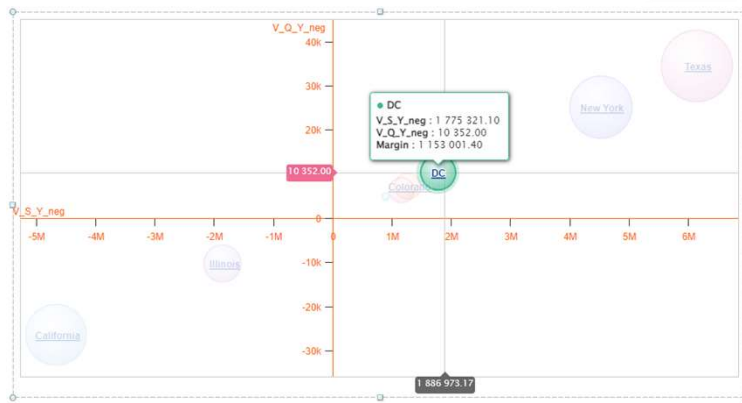 V_Q_Y_neg
40k
Texas
30k
New York
DC
V_S_Y_neg : 1 775 321.10
V_Q_Y_neg : 10 352.00
Margin : 1 153 001.40
20k
10 352.00
DC
Colorado
V_S_Y_neg
0
-5M -4M -3M -2M -1M 0 1M 2M 3M 4M 5M 6M
Illinois
-10k
-20k
California
-30k
1 886 973.17